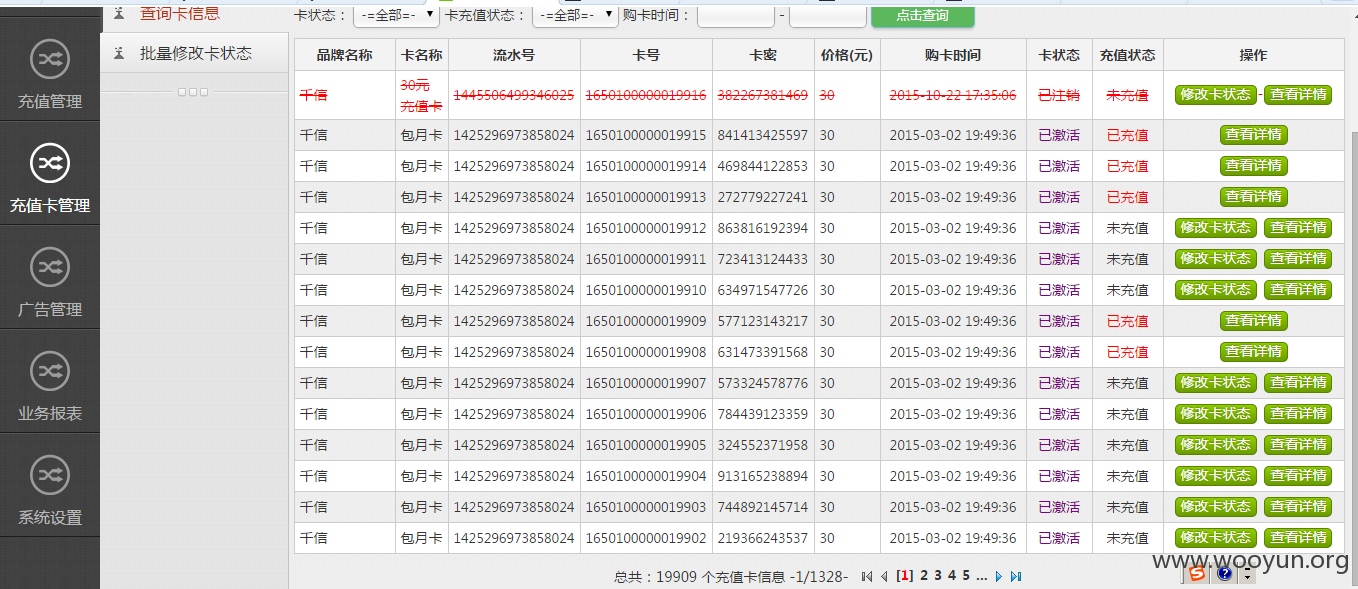 查询卡信息 卡状态： -=全部=- 卡充值状态： -=全部=- 购卡时间： - 点击查询
批量修改卡状态
充值管理
充值卡管理
广告管理
业务报表
系统设置
品牌名称 卡名称 流水号 卡号 卡密 价格(元) 购卡时间 卡状态 充值状态 操作
千信 30元充值卡 1445506499346025 1650100000019916 382267381469 30 2015-10-22 17:35:06 已注销 未充值 修改卡状态 - 查看详情
千信 包月卡 1425296973858024 1650100000019915 841413425597 30 2015-03-02 19:49:36 已激活 已充值 查看详情
千信 包月卡 1425296973858024 1650100000019914 469844122853 30 2015-03-02 19:49:36 已激活 已充值 查看详情
千信 包月卡 1425296973858024 1650100000019913 272779227241 30 2015-03-02 19:49:36 已激活 已充值 查看详情
千信 包月卡 1425296973858024 1650100000019912 863816192394 30 2015-03-02 19:49:36 已激活 未充值 修改卡状态 查看详情
千信 包月卡 1425296973858024 1650100000019911 723413124433 30 2015-03-02 19:49:36 已激活 未充值 修改卡状态 查看详情
千信 包月卡 1425296973858024 1650100000019910 634971547726 30 2015-03-02 19:49:36 已激活 未充值 修改卡状态 查看详情
千信 包月卡 1425296973858024 1650100000019909 577123143217 30 2015-03-02 19:49:36 已激活 已充值 查看详情
千信 包月卡 1425296973858024 1650100000019908 631473391568 30 2015-03-02 19:49:36 已激活 已充值 查看详情
千信 包月卡 1425296973858024 1650100000019907 573324578776 30 2015-03-02 19:49:36 已激活 未充值 修改卡状态 查看详情
千信 包月卡 1425296973858024 1650100000019906 784439123359 30 2015-03-02 19:49:36 已激活 未充值 修改卡状态 查看详情
千信 包月卡 1425296973858024 1650100000019905 324552371958 30 2015-03-02 19:49:36 已激活 未充值 修改卡状态 查看详情
千信 包月卡 1425296973858024 1650100000019904 913165238894 30 2015-03-02 19:49:36 已激活 未充值 修改卡状态 查看详情
千信 包月卡 1425296973858024 1650100000019903 744892145714 30 2015-03-02 19:49:36 已激活 未充值 修改卡状态 查看详情
千信 包月卡 1425296973858024 1650100000019902 219366243537 30 2015-03-02 19:49:36 已激活 未充值 修改卡状态 查看详情
总共：19909 个充值卡信息 -1/1328- [1] 2 3 4 5 ...
www.wooyun.org